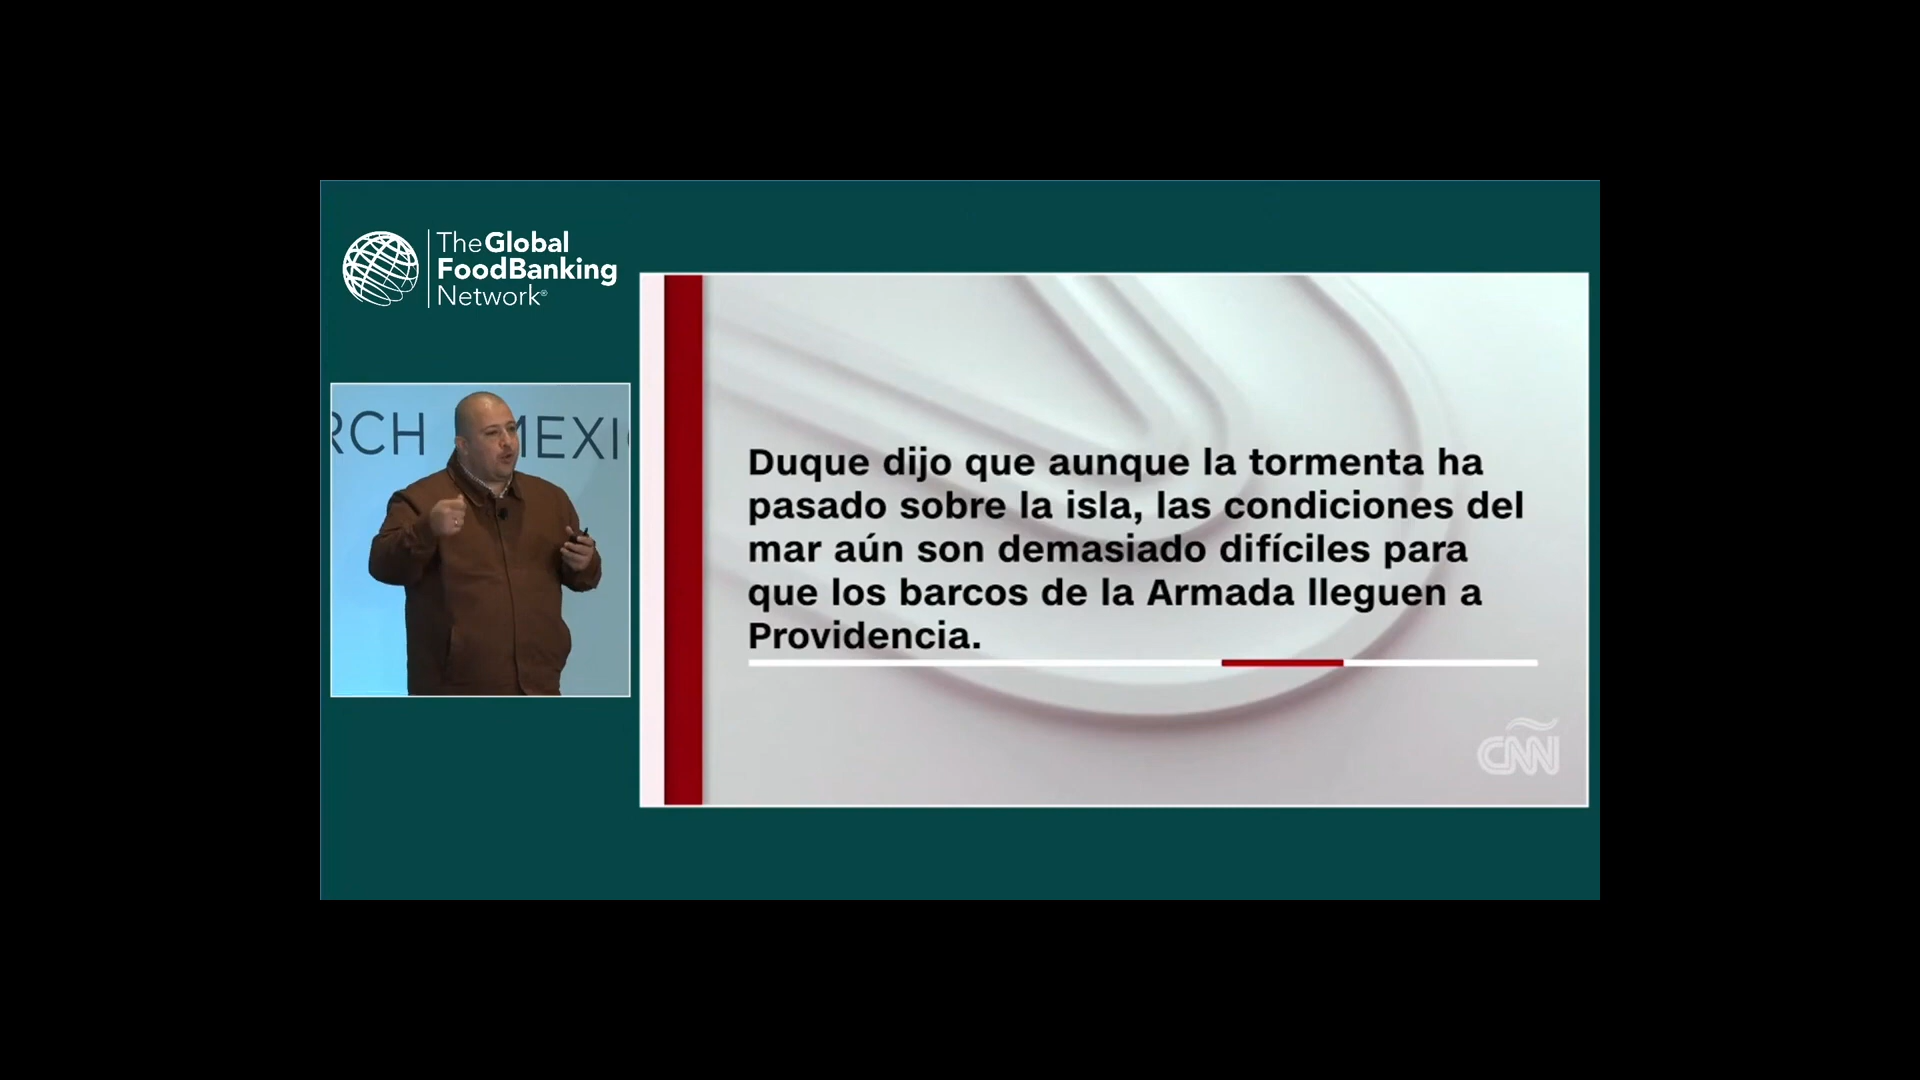 The Global
FoodBanking
Network®
RCH MEXI
Duque dijo que aunque la tormenta ha
pasado sobre la isla, las condiciones del
mar aún son demasiado difíciles para
que los barcos de la Armada lleguen a
Providencia.
CNN